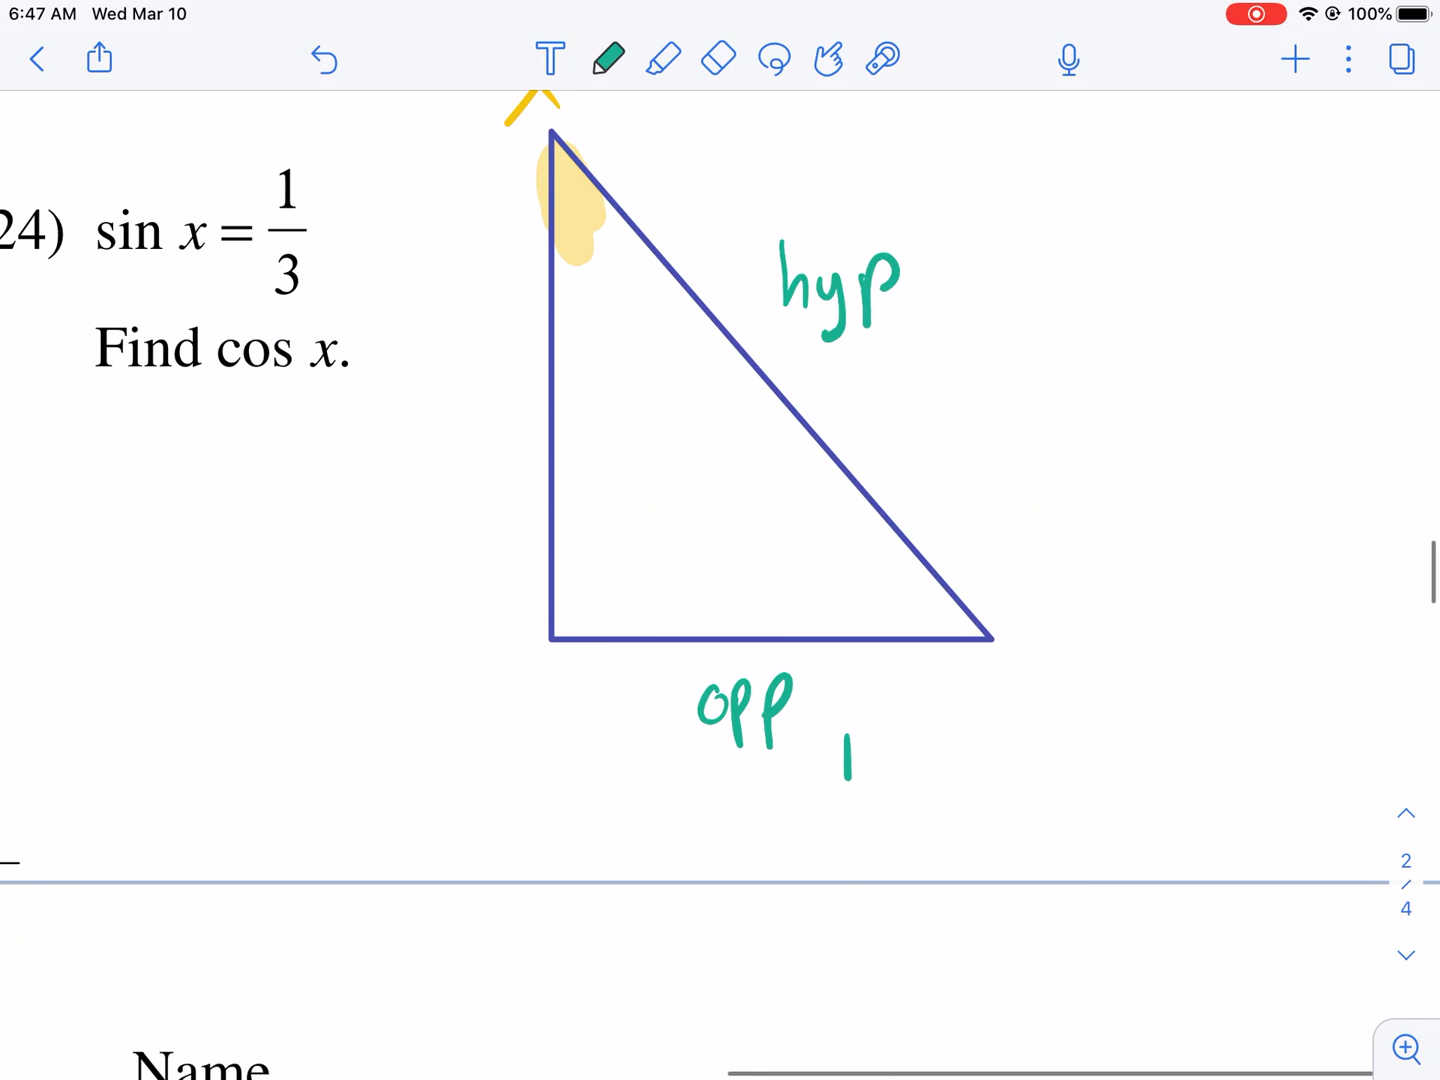 6:47 AM Wed Mar 10
100%
T
24) sin x = 1/3
Find cos x.
hyp
opp
1
2
/
4
Name